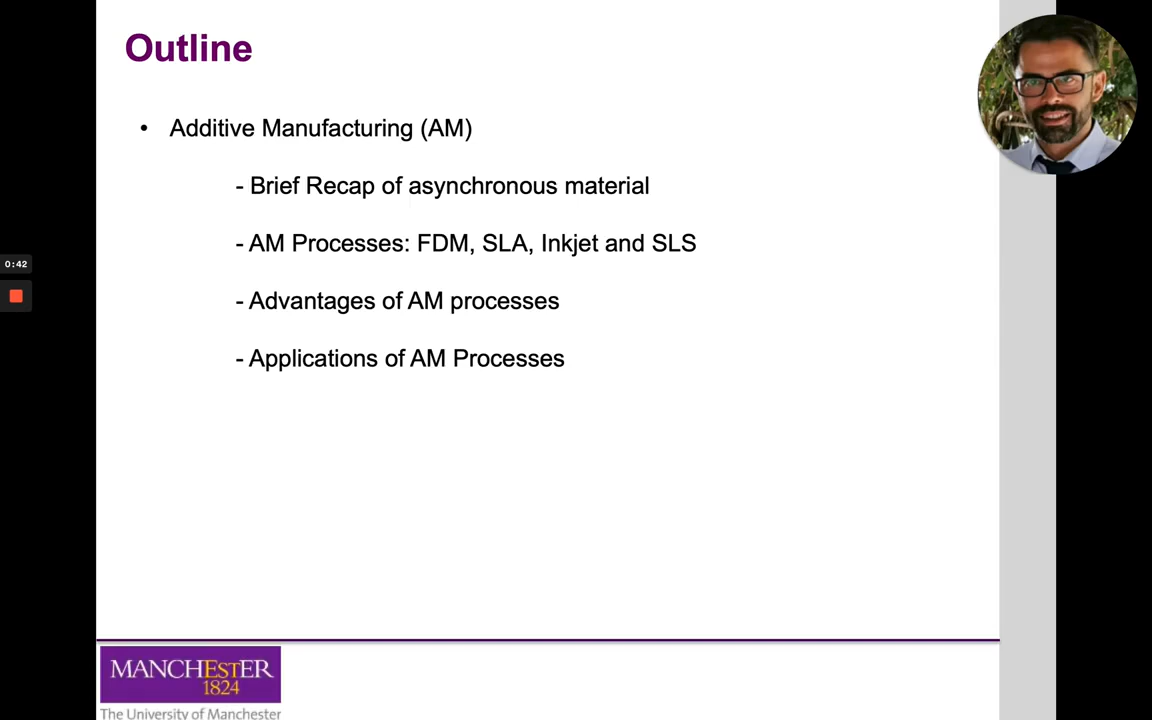 Outline
• Additive Manufacturing (AM)
- Brief Recap of asynchronous material
- AM Processes: FDM, SLA, Inkjet and SLS
0:42
- Advantages of AM processes
- Applications of AM Processes
MANCHESTER
1824
The University of Manchester